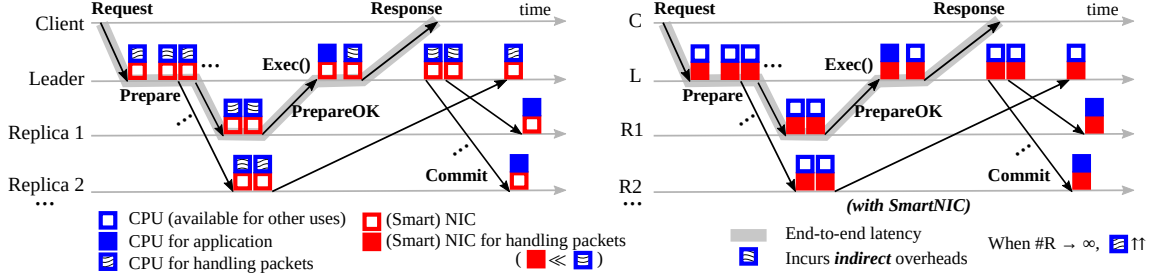 Request
Response
time
Client
Exec()
...
Leader
Prepare
PrepareOK
...
Replica 1
...
Replica 2
Commit
...
CPU (available for other uses)
CPU for application
CPU for handling packets
(Smart) NIC
(Smart) NIC for handling packets
( ≪ )
Request
Response
time
C
Exec()
...
L
Prepare
PrepareOK
...
R1
...
R2
Commit
...
(with SmartNIC)
End-to-end latency
Incurs indirect overheads
When #R → ∞, ⇈